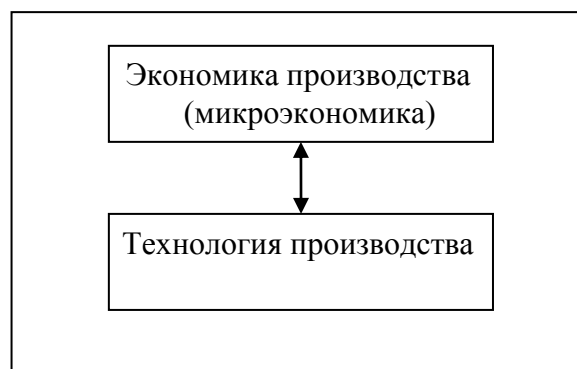 Экономика производства
(микроэкономика)
Технология производства